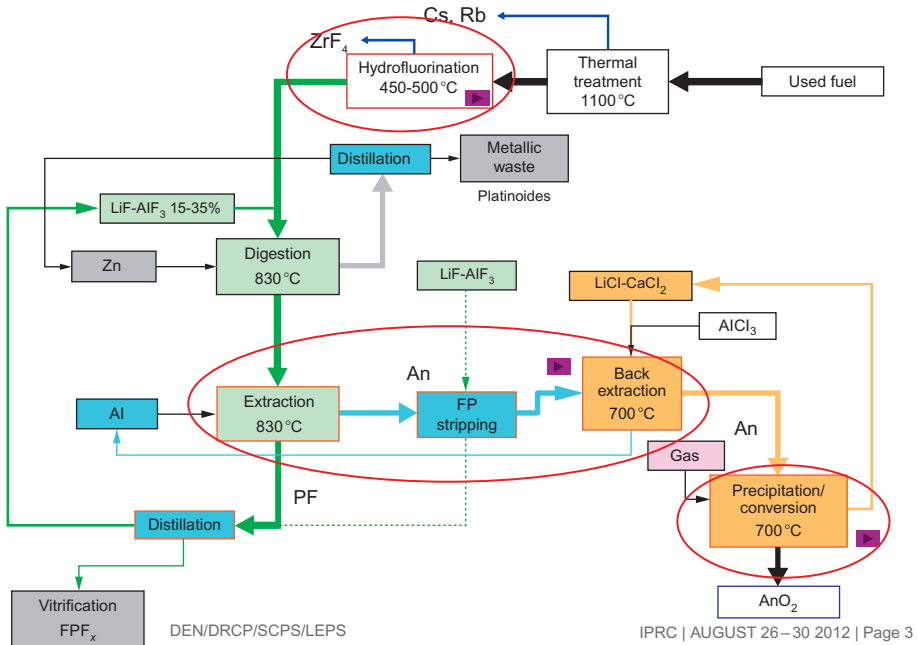 Cs, Rb
ZrF₄
Hydrofluorination
450-500°C
Thermal
treatment
1100°C
Used fuel
Distillation
Metallic
waste
Platinoides
LiF-AlF₃ 15-35%
Digestion
830°C
Zn
LiF-AlF₃
LiCl-CaCl₂
AlCl₃
An
Back
extraction
700°C
Al
Extraction
830°C
FP
stripping
An
Gas
PF
Precipitation/
conversion
700°C
Distillation
Vitrification
FPFₓ
AnO₂
DEN/DRCP/SCPS/LEPS
IPRC | AUGUST 26–30 2012 | Page 3